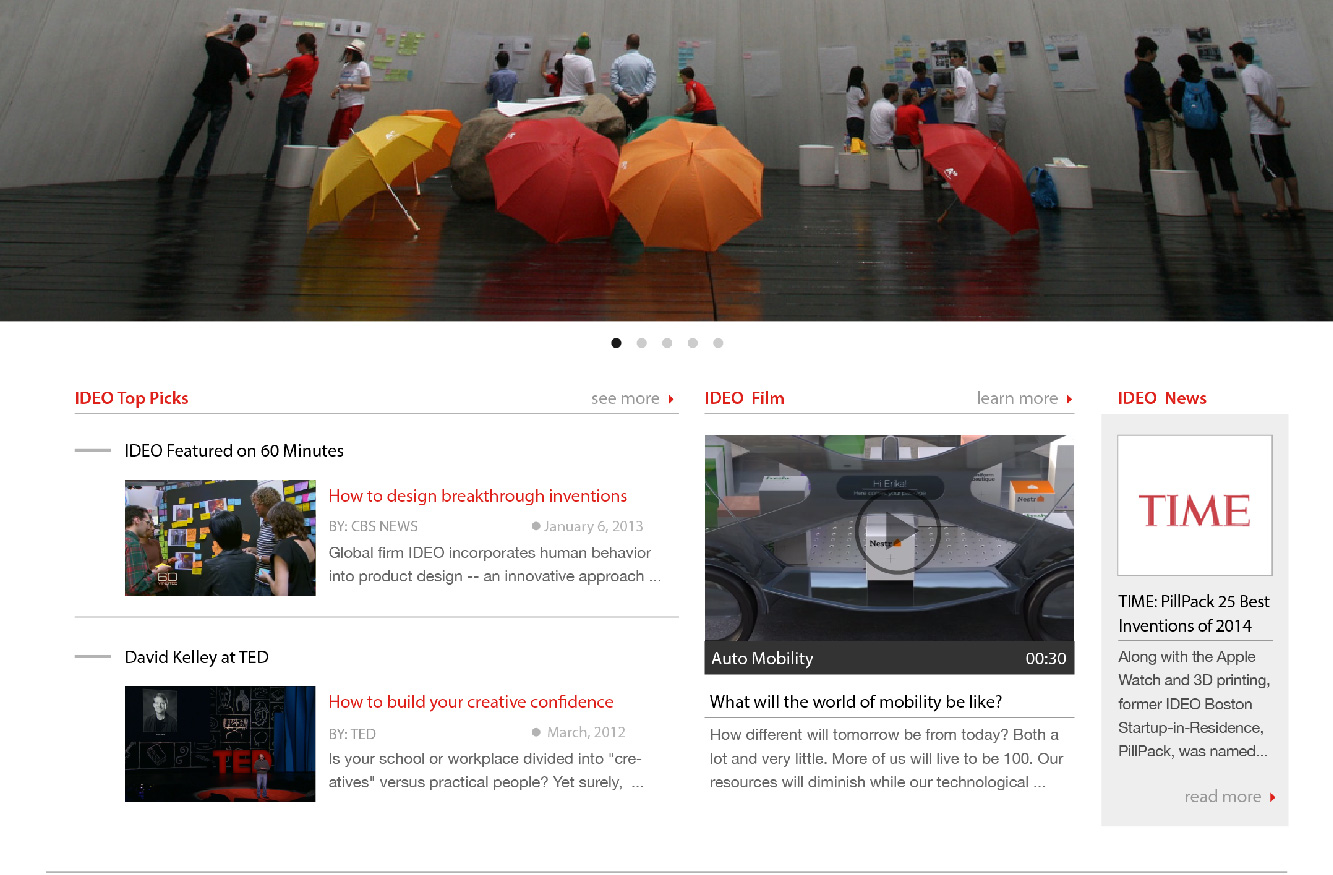 IDEO Top Picks
see more
IDEO Featured on 60 Minutes
How to design breakthrough inventions
BY: CBS NEWS
January 6, 2013
Global firm IDEO incorporates human behavior
into product design -- an innovative approach ...
60
MINUTES
David Kelley at TED
How to build your creative confidence
BY: TED
March, 2012
Is your school or workplace divided into "cre-
atives" versus practical people? Yet surely, ...
TED
IDEO Film
learn more
Hi Erika!
Nestr
Nestr
Auto Mobility
00:30
What will the world of mobility be like?
How different will tomorrow be from today? Both a
lot and very little. More of us will live to be 100. Our
resources will diminish while our technological ...
IDEO News
TIME
TIME: PillPack 25 Best
Inventions of 2014
Along with the Apple
Watch and 3D printing,
former IDEO Boston
Startup-in-Residence,
PillPack, was named...
read more